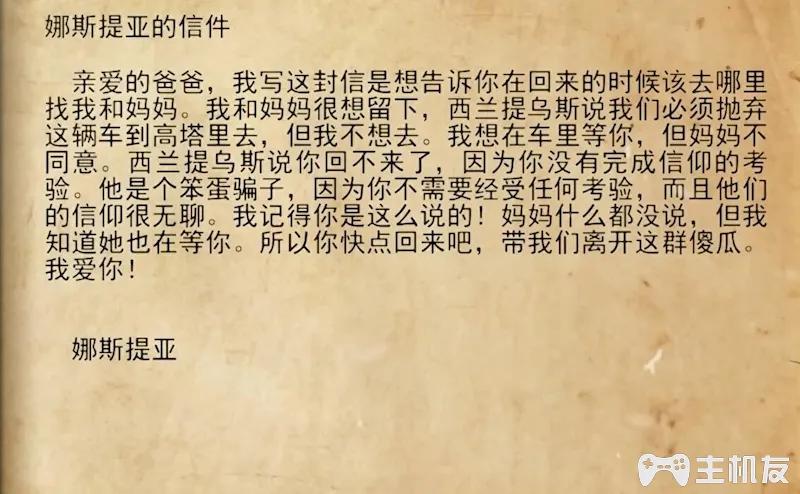 娜斯提亚的信件
亲爱的爸爸，我写这封信是想告诉你在回来的时候该去哪里
找我和妈妈。我和妈妈很想留下，西兰提乌斯说我们必须抛弃
这辆车到高塔里去，但我不想去。我想在车里等你，但妈妈不
同意。西兰提乌斯说你回不来了，因为你没有完成信仰的考
验。他是个笨蛋骗子，因为你不需要经受任何考验，而且他们
的信仰很无聊。我记得你是这么说的！妈妈什么都没说，但我
知道她也在等你。所以你快点回来吧，带我们离开这群傻瓜。
我爱你！
娜斯提亚
主机友